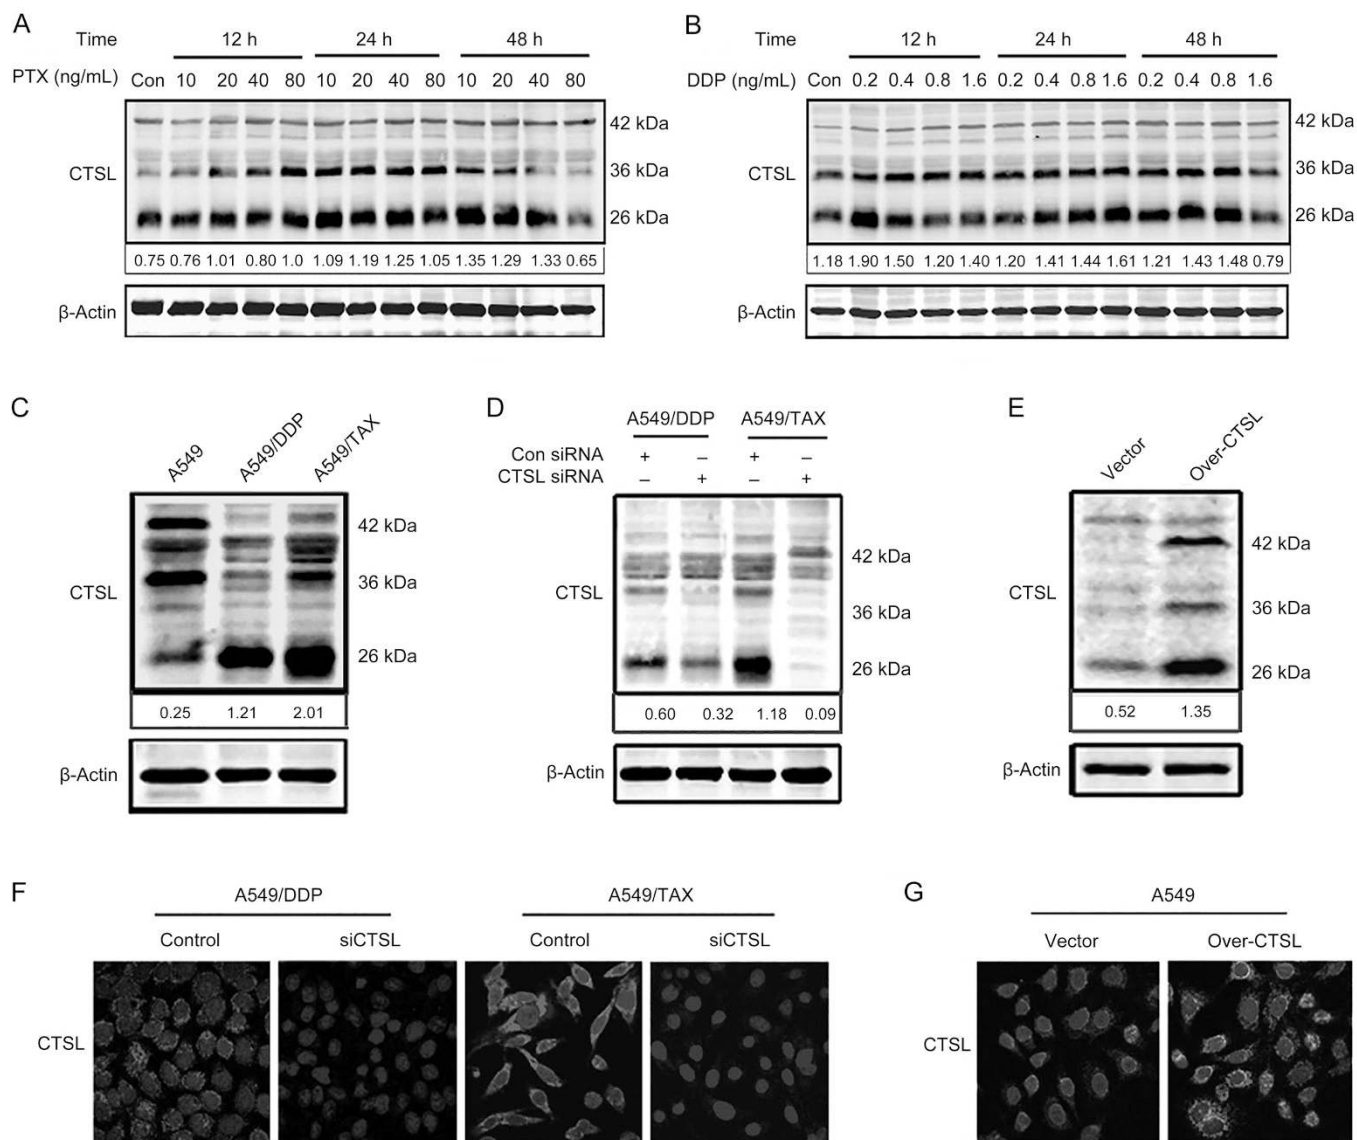 A
Time 12 h 24 h 48 h
PTX (ng/mL) Con 10 20 40 80 10 20 40 80 10 20 40 80
42 kDa
CTSL 36 kDa
26 kDa
0.75 0.76 1.01 0.80 1.0 1.09 1.19 1.25 1.05 1.35 1.29 1.33 0.65
β-Actin
B
Time 12 h 24 h 48 h
DDP (ng/mL) Con 0.2 0.4 0.8 1.6 0.2 0.4 0.8 1.6 0.2 0.4 0.8 1.6
42 kDa
CTSL 36 kDa
26 kDa
1.18 1.90 1.50 1.20 1.40 1.20 1.41 1.44 1.61 1.21 1.43 1.48 0.79
β-Actin
C
A549 A549/DDP A549/TAX
42 kDa
36 kDa
CTSL
26 kDa
0.25 1.21 2.01
β-Actin
D
A549/DDP A549/TAX
Con siRNA + – + –
CTSL siRNA – + – +
42 kDa
CTSL
36 kDa
26 kDa
0.60 0.32 1.18 0.09
β-Actin
E
Vector Over-CTSL
42 kDa
CTSL
36 kDa
26 kDa
0.52 1.35
β-Actin
F
A549/DDP A549/TAX
Control siCTSL Control siCTSL
CTSL
G
A549
Vector Over-CTSL
CTSL